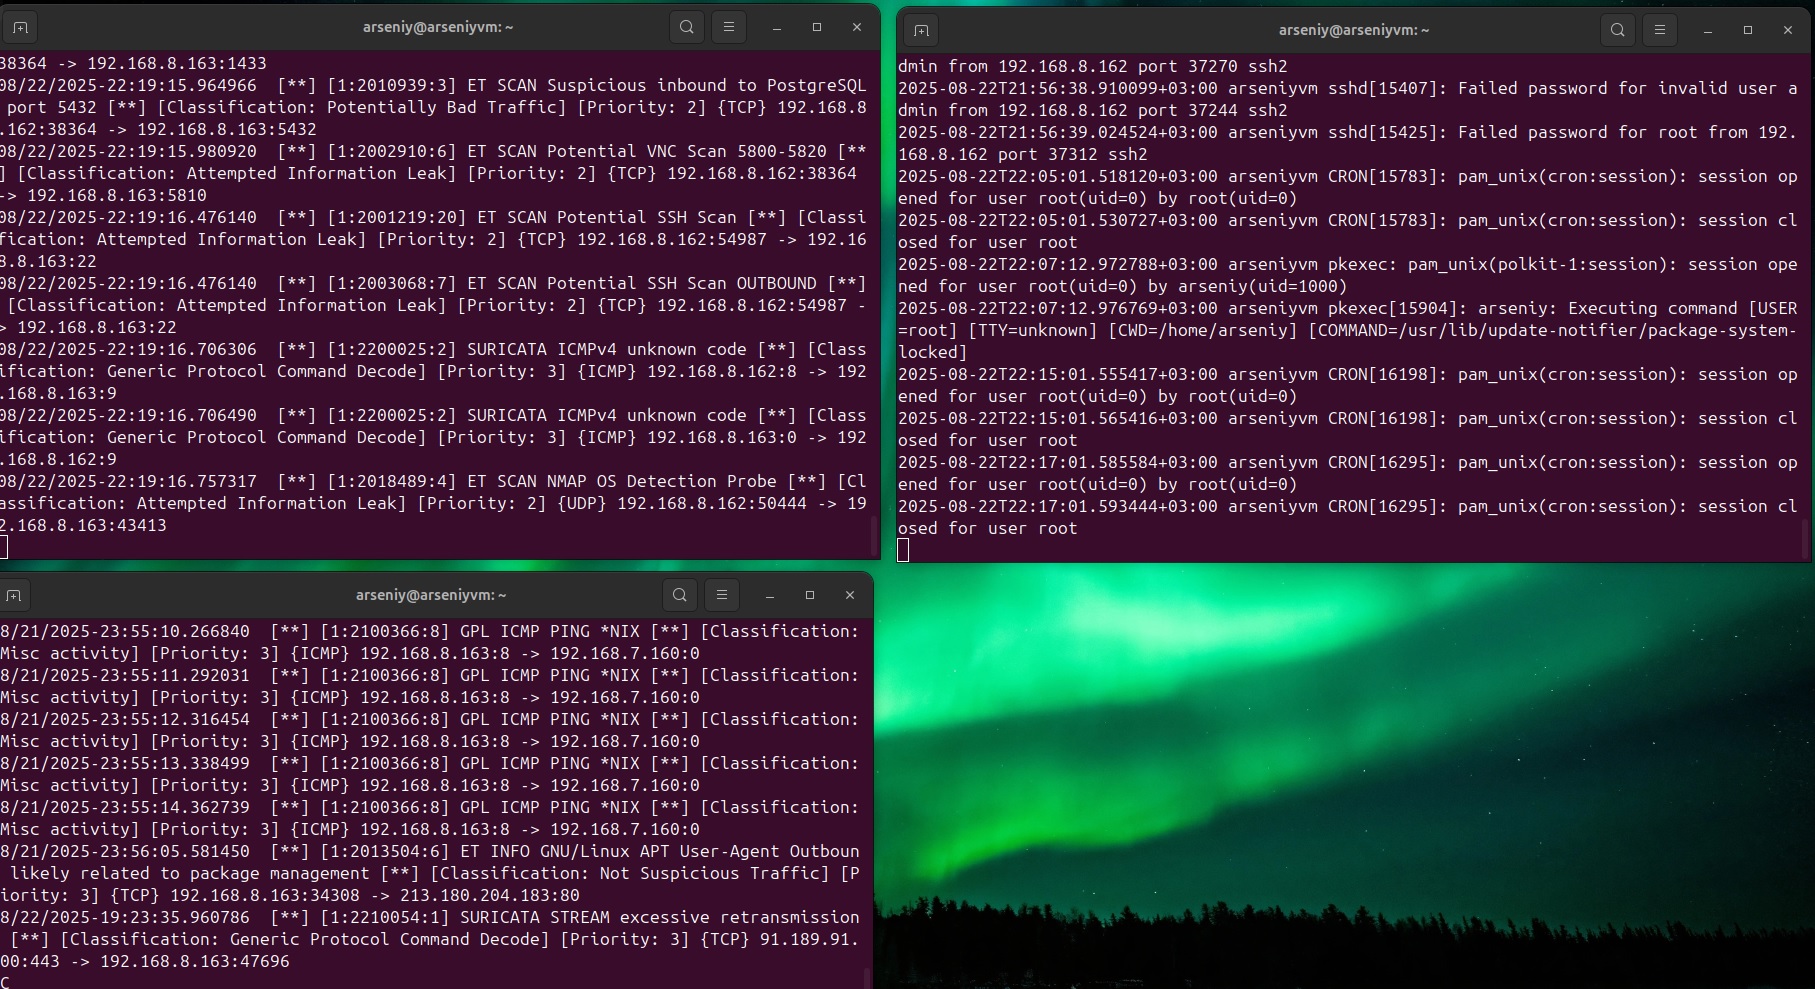 arseniy@arseniyvm: ~
38364 -> 192.168.8.163:1433
08/22/2025-22:19:15.964966  [**] [1:2010939:3] ET SCAN Suspicious inbound to PostgreSQL
port 5432 [**] [Classification: Potentially Bad Traffic] [Priority: 2] {TCP} 192.168.8
.162:38364 -> 192.168.8.163:5432
08/22/2025-22:19:15.980920  [**] [1:2002910:6] ET SCAN Potential VNC Scan 5800-5820 [**
] [Classification: Attempted Information Leak] [Priority: 2] {TCP} 192.168.8.162:38364
-> 192.168.8.163:5810
08/22/2025-22:19:16.476140  [**] [1:2001219:20] ET SCAN Potential SSH Scan [**] [Classi
fication: Attempted Information Leak] [Priority: 2] {TCP} 192.168.8.162:54987 -> 192.16
8.8.163:22
08/22/2025-22:19:16.476140  [**] [1:2003068:7] ET SCAN Potential SSH Scan OUTBOUND [**]
[Classification: Attempted Information Leak] [Priority: 2] {TCP} 192.168.8.162:54987 -
> 192.168.8.163:22
08/22/2025-22:19:16.706306  [**] [1:2200025:2] SURICATA ICMPv4 unknown code [**] [Class
ification: Generic Protocol Command Decode] [Priority: 3] {ICMP} 192.168.8.162:8 -> 192
.168.8.163:9
08/22/2025-22:19:16.706490  [**] [1:2200025:2] SURICATA ICMPv4 unknown code [**] [Class
ification: Generic Protocol Command Decode] [Priority: 3] {ICMP} 192.168.8.163:0 -> 192
.168.8.162:9
08/22/2025-22:19:16.757317  [**] [1:2018489:4] ET SCAN NMAP OS Detection Probe [**] [Cl
assification: Attempted Information Leak] [Priority: 2] {UDP} 192.168.8.162:50444 -> 19
2.168.8.163:43413
arseniy@arseniyvm: ~
dmin from 192.168.8.162 port 37270 ssh2
2025-08-22T21:56:38.910099+03:00 arseniyvm sshd[15407]: Failed password for invalid user a
dmin from 192.168.8.162 port 37244 ssh2
2025-08-22T21:56:39.024524+03:00 arseniyvm sshd[15425]: Failed password for root from 192.
168.8.162 port 37312 ssh2
2025-08-22T22:05:01.518120+03:00 arseniyvm CRON[15783]: pam_unix(cron:session): session op
ened for user root(uid=0) by root(uid=0)
2025-08-22T22:05:01.530727+03:00 arseniyvm CRON[15783]: pam_unix(cron:session): session cl
osed for user root
2025-08-22T22:07:12.972788+03:00 arseniyvm pkexec: pam_unix(polkit-1:session): session ope
ned for user root(uid=0) by arseniy(uid=1000)
2025-08-22T22:07:12.976769+03:00 arseniyvm pkexec[15904]: arseniy: Executing command [USER
=root] [TTY=unknown] [CWD=/home/arseniy] [COMMAND=/usr/lib/update-notifier/package-system-
locked]
2025-08-22T22:15:01.555417+03:00 arseniyvm CRON[16198]: pam_unix(cron:session): session op
ened for user root(uid=0) by root(uid=0)
2025-08-22T22:15:01.565416+03:00 arseniyvm CRON[16198]: pam_unix(cron:session): session cl
osed for user root
2025-08-22T22:17:01.585584+03:00 arseniyvm CRON[16295]: pam_unix(cron:session): session op
ened for user root(uid=0) by root(uid=0)
2025-08-22T22:17:01.593444+03:00 arseniyvm CRON[16295]: pam_unix(cron:session): session cl
osed for user root
arseniy@arseniyvm: ~
8/21/2025-23:55:10.266840  [**] [1:2100366:8] GPL ICMP PING *NIX [**] [Classification:
Misc activity] [Priority: 3] {ICMP} 192.168.8.163:8 -> 192.168.7.160:0
8/21/2025-23:55:11.292031  [**] [1:2100366:8] GPL ICMP PING *NIX [**] [Classification:
Misc activity] [Priority: 3] {ICMP} 192.168.8.163:8 -> 192.168.7.160:0
8/21/2025-23:55:12.316454  [**] [1:2100366:8] GPL ICMP PING *NIX [**] [Classification:
Misc activity] [Priority: 3] {ICMP} 192.168.8.163:8 -> 192.168.7.160:0
8/21/2025-23:55:13.338499  [**] [1:2100366:8] GPL ICMP PING *NIX [**] [Classification:
Misc activity] [Priority: 3] {ICMP} 192.168.8.163:8 -> 192.168.7.160:0
8/21/2025-23:55:14.362739  [**] [1:2100366:8] GPL ICMP PING *NIX [**] [Classification:
Misc activity] [Priority: 3] {ICMP} 192.168.8.163:8 -> 192.168.7.160:0
8/21/2025-23:56:05.581450  [**] [1:2013504:6] ET INFO GNU/Linux APT User-Agent Outboun
likely related to package management [**] [Classification: Not Suspicious Traffic] [P
iority: 3] {TCP} 192.168.8.163:34308 -> 213.180.204.183:80
8/22/2025-19:23:35.960786  [**] [1:2210054:1] SURICATA STREAM excessive retransmission
[**] [Classification: Generic Protocol Command Decode] [Priority: 3] {TCP} 91.189.91.
00:443 -> 192.168.8.163:47696
C